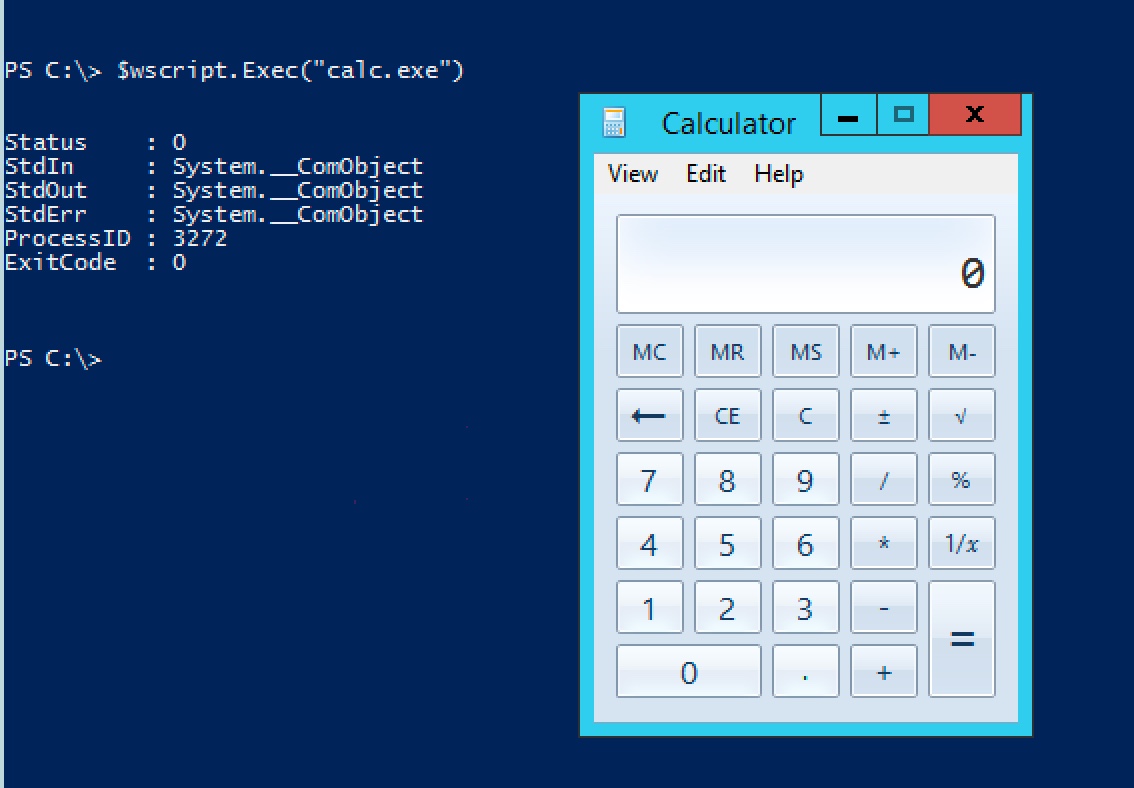 PS C:\> $wscript.Exec("calc.exe")
Status     : 0
StdIn      : System.__ComObject
StdOut     : System.__ComObject
StdErr     : System.__ComObject
ProcessID : 3272
ExitCode  : 0
PS C:\>
Calculator
View Edit Help
0
MC MR MS M+ M-
← CE C ± √
7 8 9 / %
4 5 6 * 1/x
1 2 3 - =
0 . +